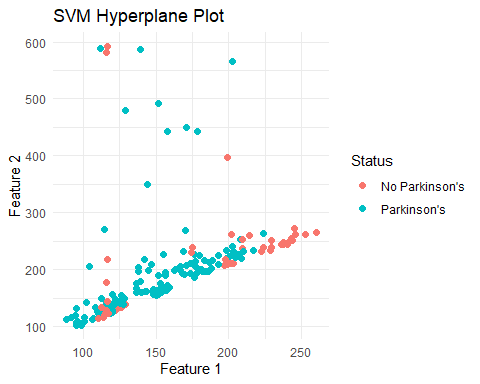 SVM Hyperplane Plot
600
500
400
300
200
100
Feature 2
100
150
200
250
Feature 1
Status
No Parkinson's
Parkinson's